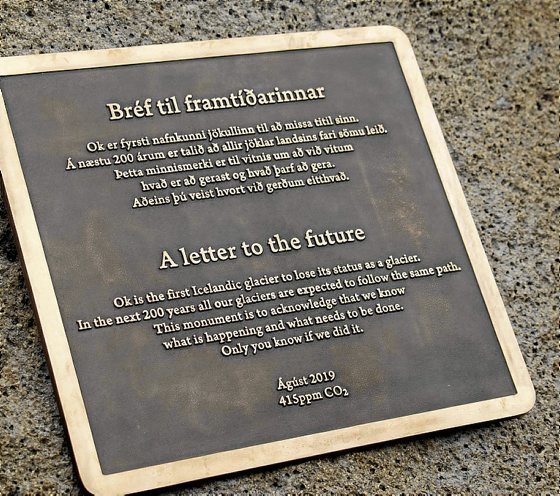 Bréf til framtíðarinnar
Ok er fyrsti nafnkunni jökullinn til að missa titil sinn.
Á næstu 200 árum er talið að allir jöklar landsins fari sömu leið.
Þetta minnismerki er til vitnis um að við vitum
hvað er að gerast og hvað þarf að gera.
Aðeins þú veist hvort við gerðum eitthvað.
A letter to the future
Ok is the first Icelandic glacier to lose its status as a glacier.
In the next 200 years all our glaciers are expected to follow the same path.
This monument is to acknowledge that we know
what is happening and what needs to be done.
Only you know if we did it.
Ágúst 2019
415ppm CO₂